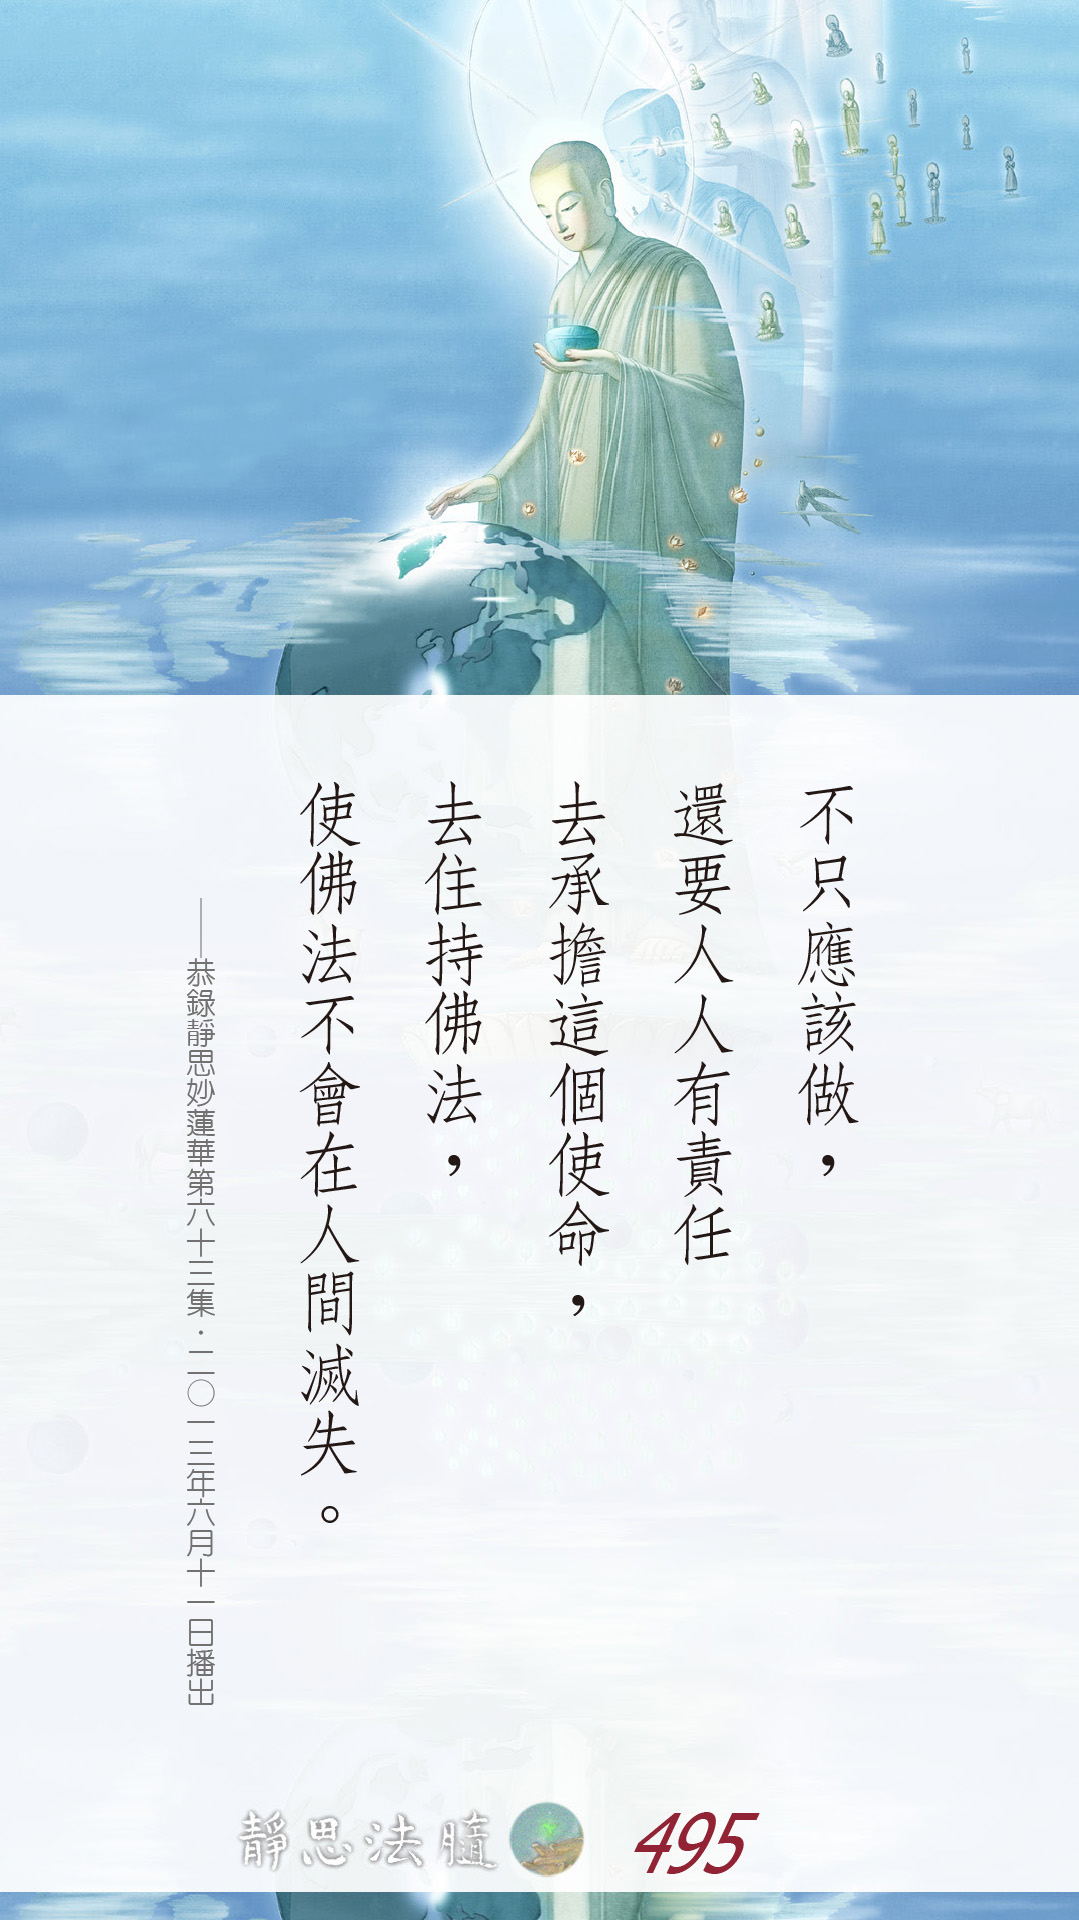 不只應該做，
還要人人有責任
去承擔這個使命，
去住持佛法，
使佛法不會在人間滅失。
——恭錄靜思妙蓮華第六十三集．二〇一三年六月十一日播出
靜思法髓
495